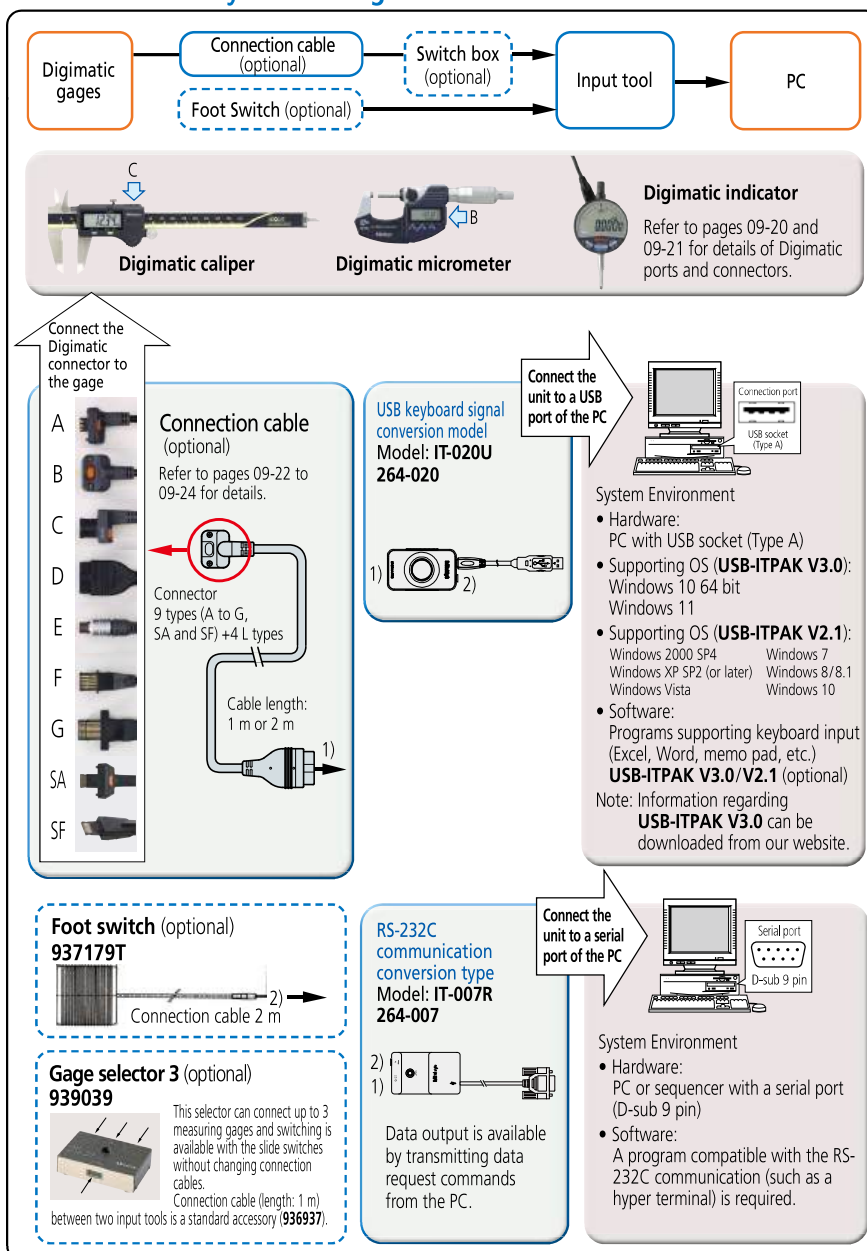 Digimatic
gages
Connection cable
(optional)
Switch box
(optional)
Foot Switch (optional)
Input tool
PC
C
Digimatic caliper
B
Digimatic micrometer
Digimatic indicator
Refer to pages 09-20 and
09-21 for details of Digimatic
ports and connectors.
Connect the
Digimatic
connector to
the gage
A
B
C
D
E
F
G
SA
SF
Connection cable
(optional)
Refer to pages 09-22 to
09-24 for details.
Connector
9 types (A to G,
SA and SF) +4 L types
Cable length:
1 m or 2 m
1)
USB keyboard signal
conversion model
Model: IT-020U
264-020
1)
2)
Connect the
unit to a USB
port of the PC
Connection port
USB socket
(Type A)
System Environment
• Hardware:
PC with USB socket (Type A)
• Supporting OS (USB-ITPAK V3.0):
Windows 10 64 bit
Windows 11
• Supporting OS (USB-ITPAK V2.1):
Windows 2000 SP4 Windows 7
Windows XP SP2 (or later) Windows 8/8.1
Windows Vista Windows 10
• Software:
Programs supporting keyboard input
(Excel, Word, memo pad, etc.)
USB-ITPAK V3.0/V2.1 (optional)
Note: Information regarding
USB-ITPAK V3.0 can be
downloaded from our website.
Foot switch (optional)
937179T
2)
Connection cable 2 m
Gage selector 3 (optional)
939039
This selector can connect up to 3
measuring gages and switching is
available with the slide switches
without changing connection
cables.
Connection cable (length: 1 m)
between two input tools is a standard accessory (936937).
RS-232C
communication
conversion type
Model: IT-007R
264-007
2)
1)
Data output is available
by transmitting data
request commands
from the PC.
Connect the
unit to a serial
port of the PC
Serial port
D-sub 9 pin
System Environment
• Hardware:
PC or sequencer with a serial port
(D-sub 9 pin)
• Software:
A program compatible with the RS-
232C communication (such as a
hyper terminal) is required.